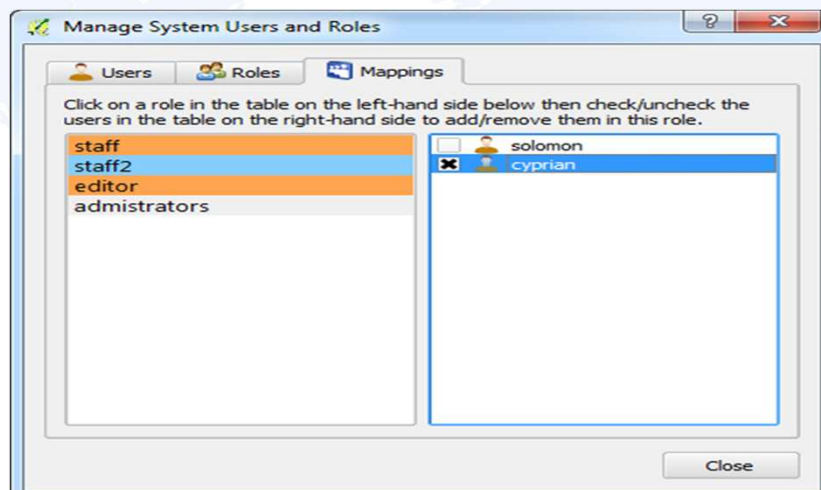 Manage System Users and Roles
Users Roles Mappings
Click on a role in the table on the left-hand side below then check/uncheck the
users in the table on the right-hand side to add/remove them in this role.
staff
staff2
editor
admistrators
solomon
cyprian
Close